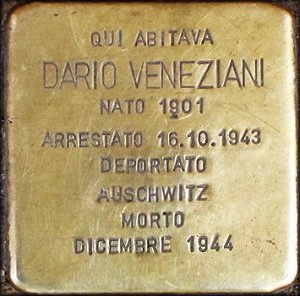 QUI ABITAVA
DARIO VENEZIANI
NATO 1901
ARRESTATO 16.10.1943
DEPORTATO
AUSCHWITZ
MORTO
DICEMBRE 1944